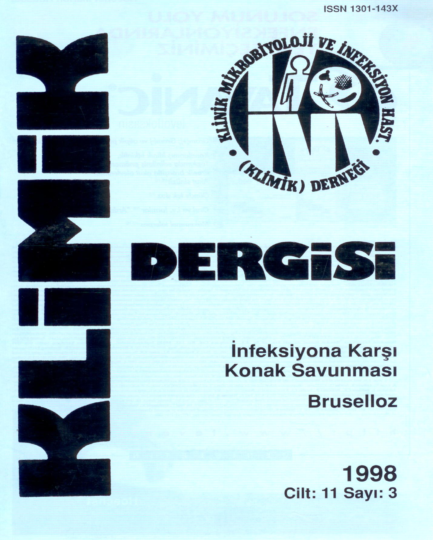 ISSN 1301-143X
KLİNİK MİKROBİYOLOJİ VE İNFEKSİYON HAST.
(KLİMİK) DERNEĞİ
KLİMİK
DERGİSİ
İnfeksiyona Karşı
Konak Savunması
Bruselloz
1998
Cilt: 11 Sayı: 3